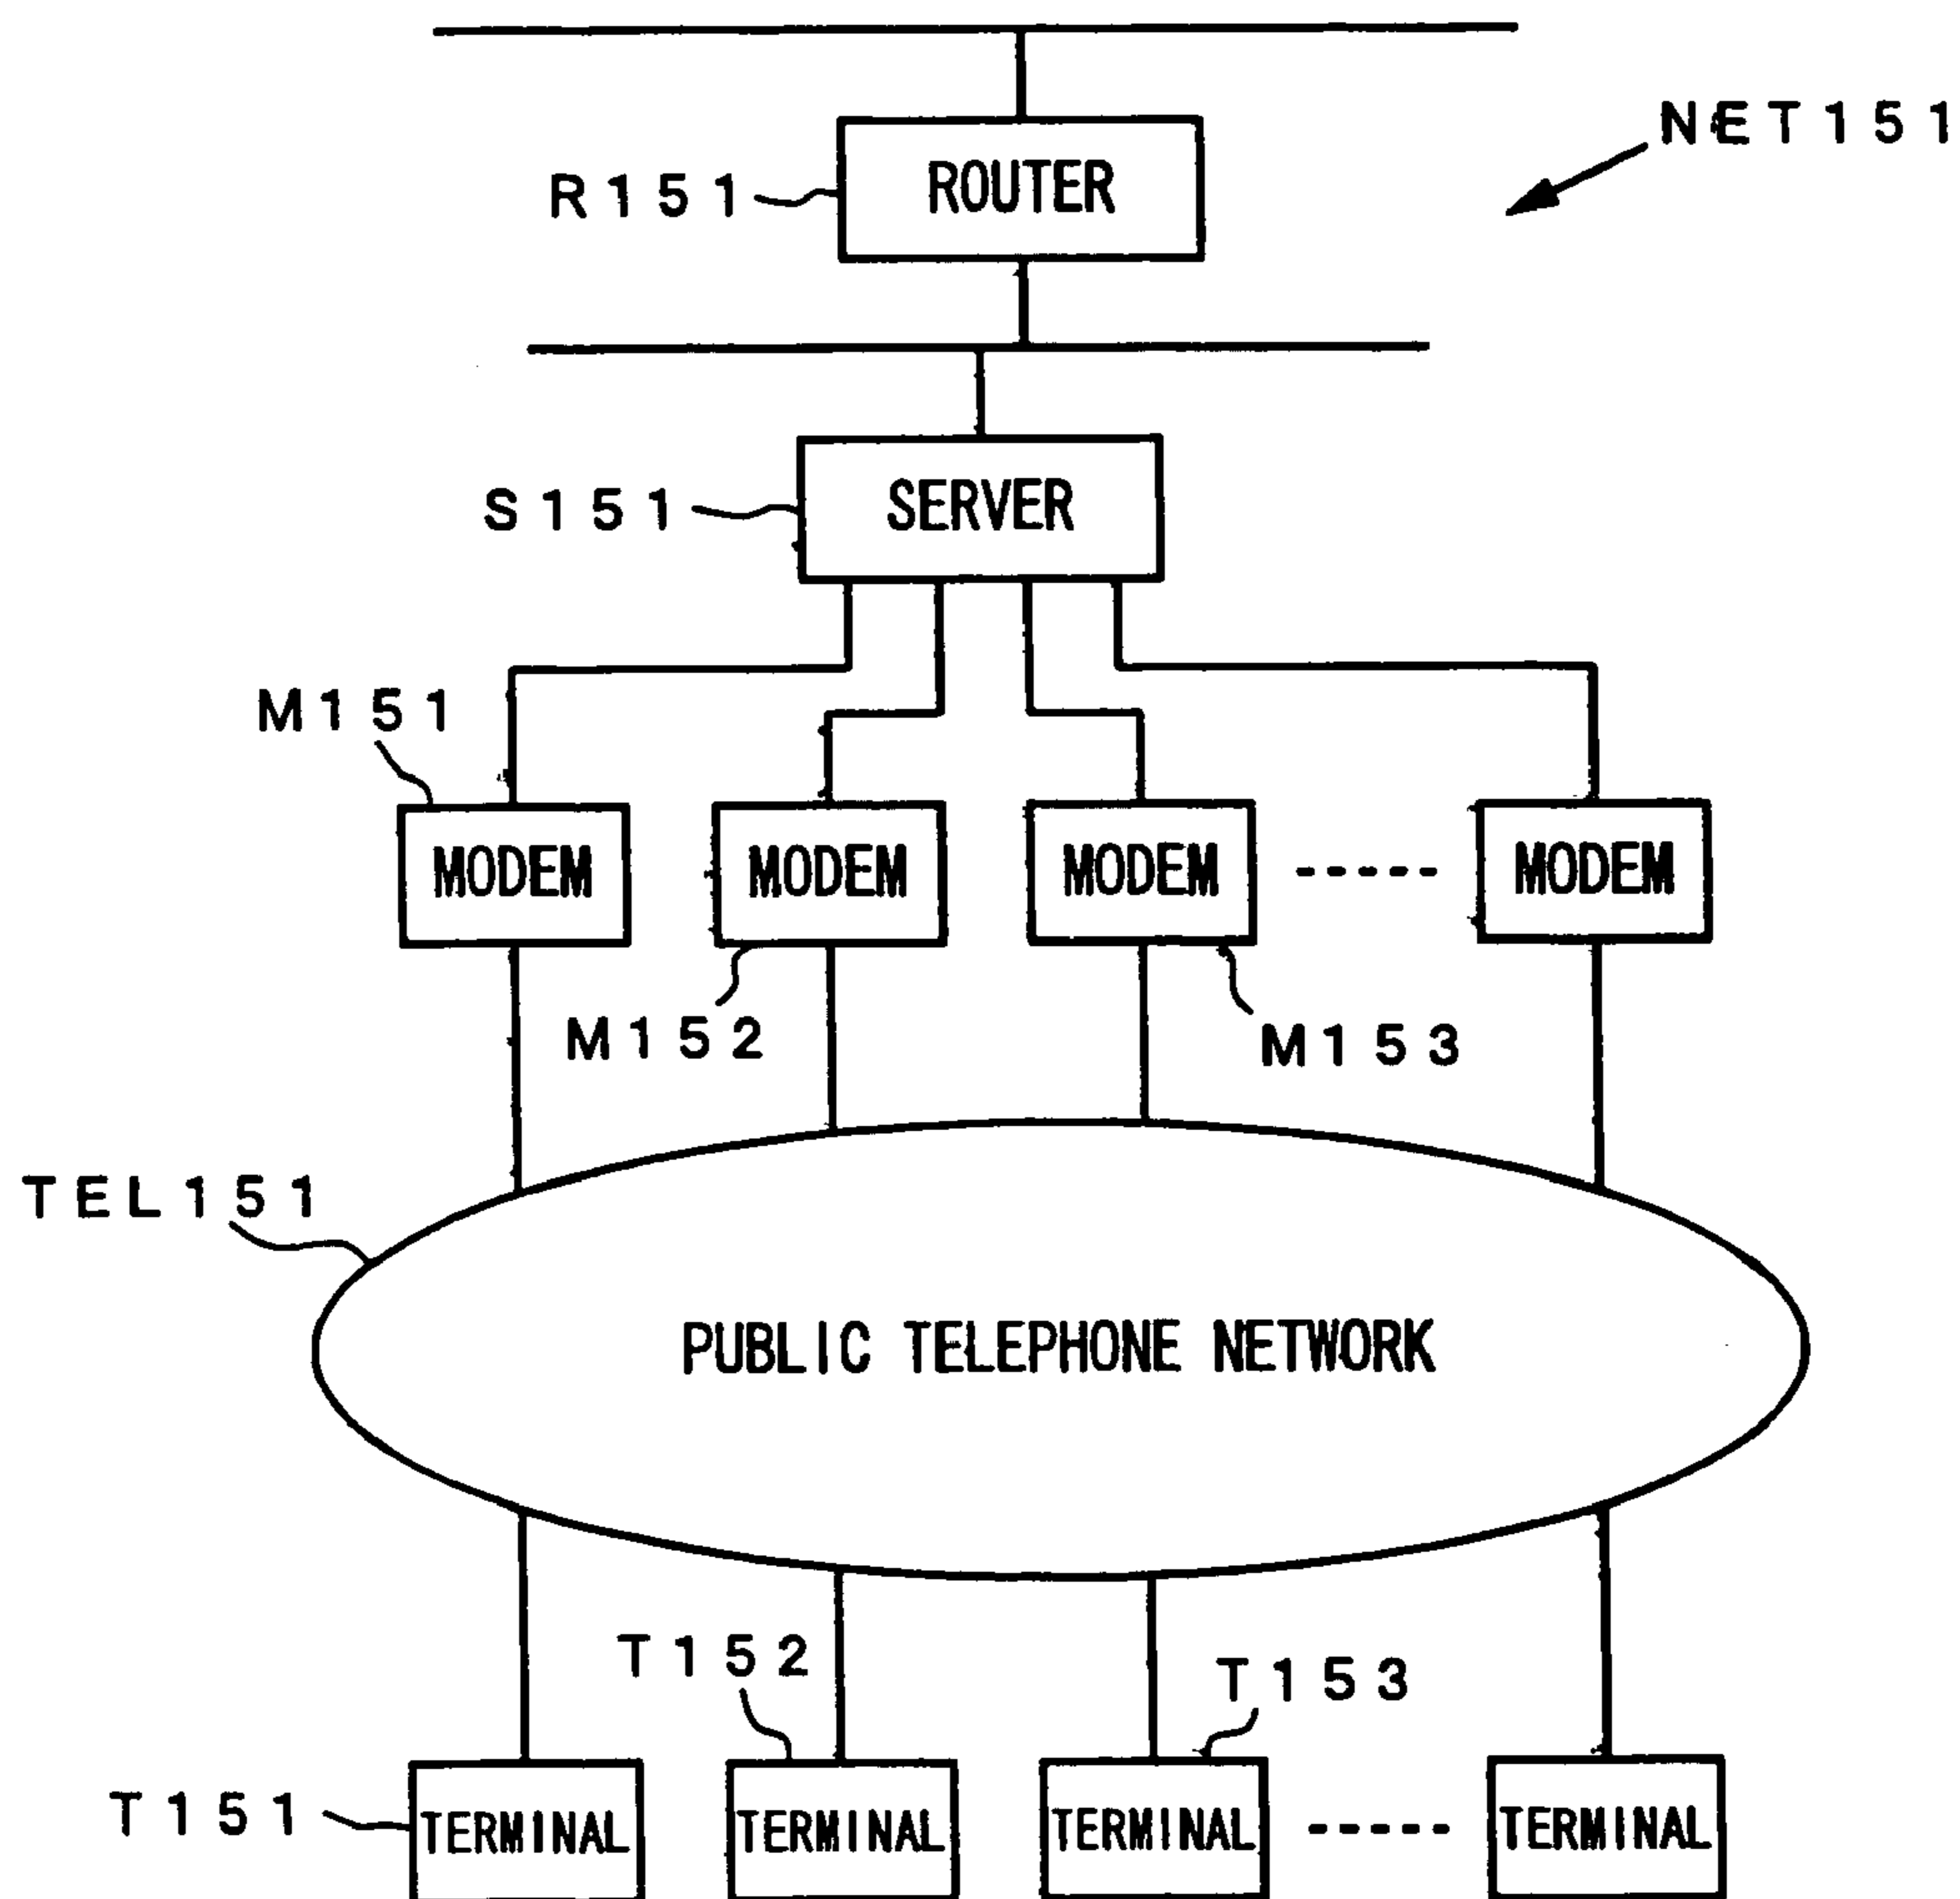 NET151
R151
ROUTER
S151
SERVER
M151
MODEM
MODEM
MODEM
MODEM
M152
M153
TEL151
PUBLIC TELEPHONE NETWORK
T152
T153
T151
TERMINAL
TERMINAL
TERMINAL
TERMINAL